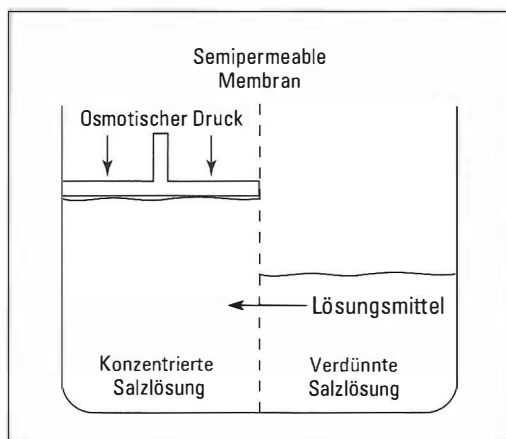 Semipermeable
Membran
Osmotischer Druck
Lösungsmittel
Konzentrierte
Salzlösung
Verdünnte
Salzlösung